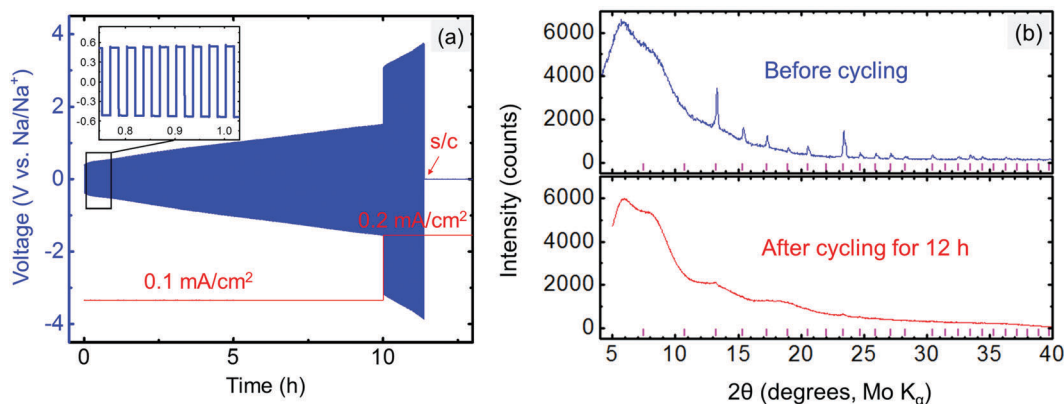 (a)
Voltage (V vs. Na/Na⁺)
4
2
0
-2
-4
0.6
0.3
0.0
-0.3
-0.6
0.8 0.9 1.0
s/c
0.2 mA/cm²
0.1 mA/cm²
0 5 10
Time (h)
(b)
Intensity (counts)
6000
4000
2000
0
Before cycling
6000
4000
2000
0
After cycling for 12 h
5 10 15 20 25 30 35 40
2θ (degrees, Mo Kα)